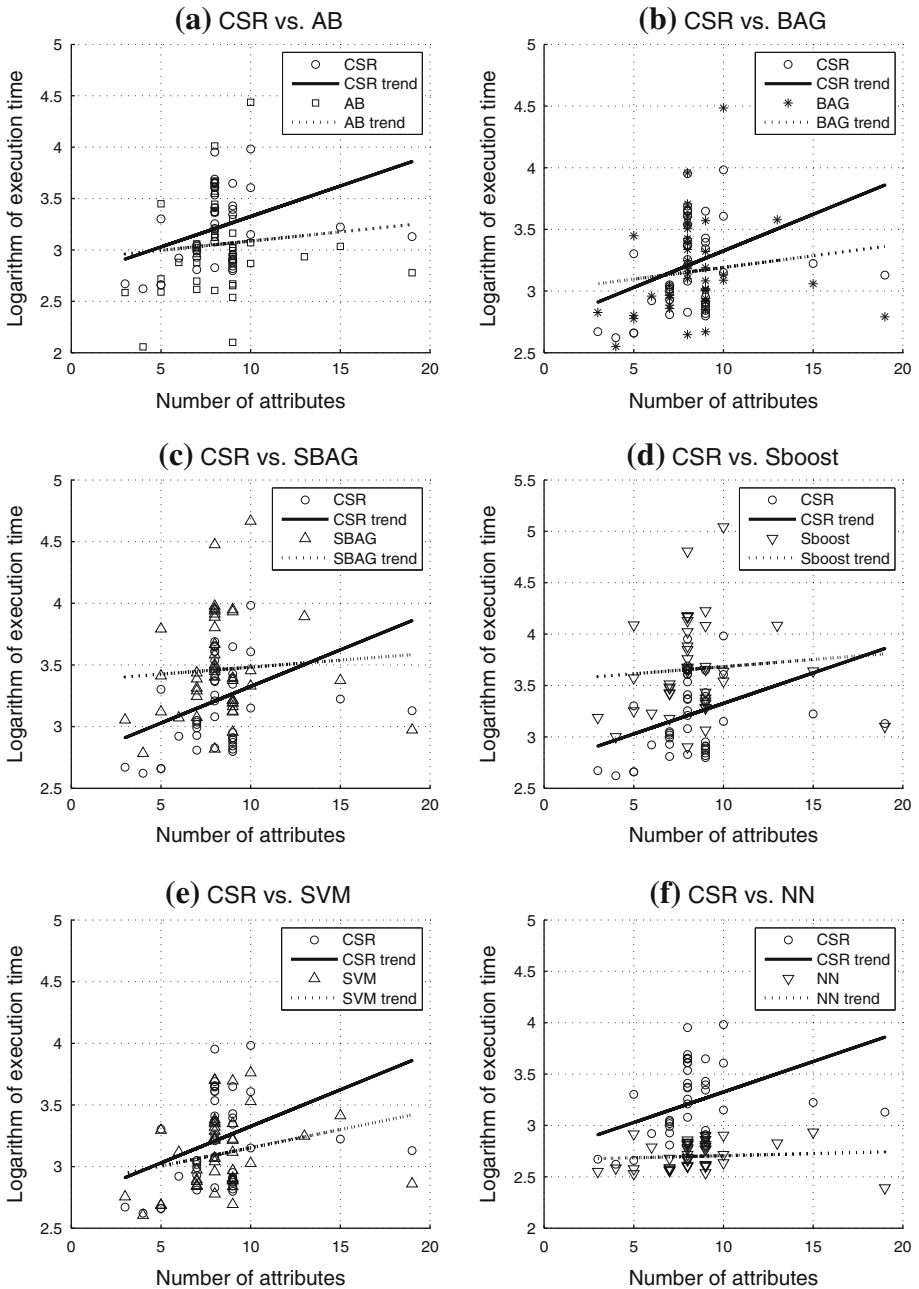 (a) CSR vs. AB
Logarithm of execution time
5
4.5
4
3.5
3
2.5
2
0 5 10 15 20
Number of attributes
CSR
CSR trend
AB
AB trend
(b) CSR vs. BAG
Logarithm of execution time
5
4.5
4
3.5
3
2.5
0 5 10 15 20
Number of attributes
CSR
CSR trend
BAG
BAG trend
(c) CSR vs. SBAG
Logarithm of execution time
5
4.5
4
3.5
3
2.5
0 5 10 15 20
Number of attributes
CSR
CSR trend
SBAG
SBAG trend
(d) CSR vs. Sboost
Logarithm of execution time
5.5
5
4.5
4
3.5
3
2.5
0 5 10 15 20
Number of attributes
CSR
CSR trend
Sboost
Sboost trend
(e) CSR vs. SVM
Logarithm of execution time
5
4.5
4
3.5
3
2.5
0 5 10 15 20
Number of attributes
CSR
CSR trend
SVM
SVM trend
(f) CSR vs. NN
Logarithm of execution time
5
4.5
4
3.5
3
2.5
2
0 5 10 15 20
Number of attributes
CSR
CSR trend
NN
NN trend